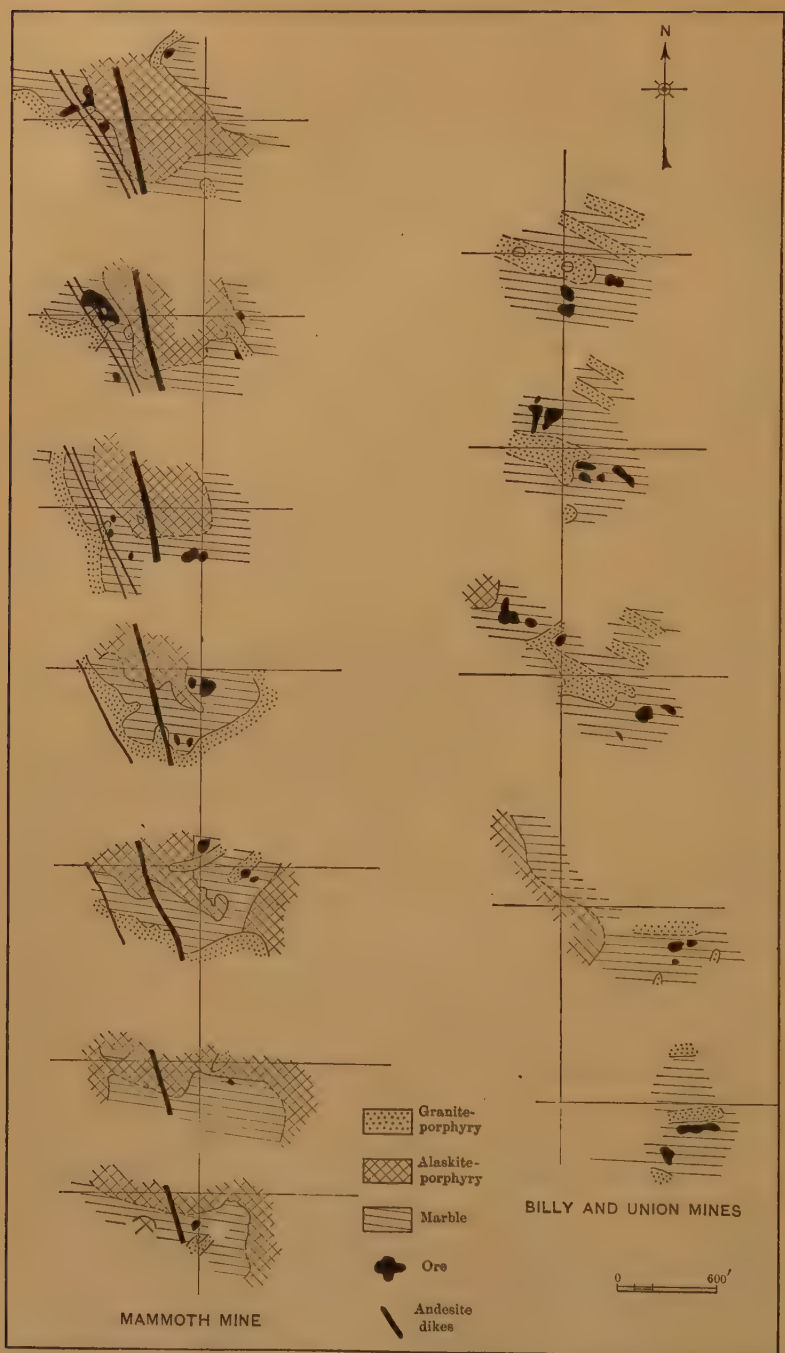 N
Granite-
porphyry
Alaskite-
porphyry
Marble
Ore
Andesite
dikes
MAMMOTH MINE
BILLY AND UNION MINES
0 600'